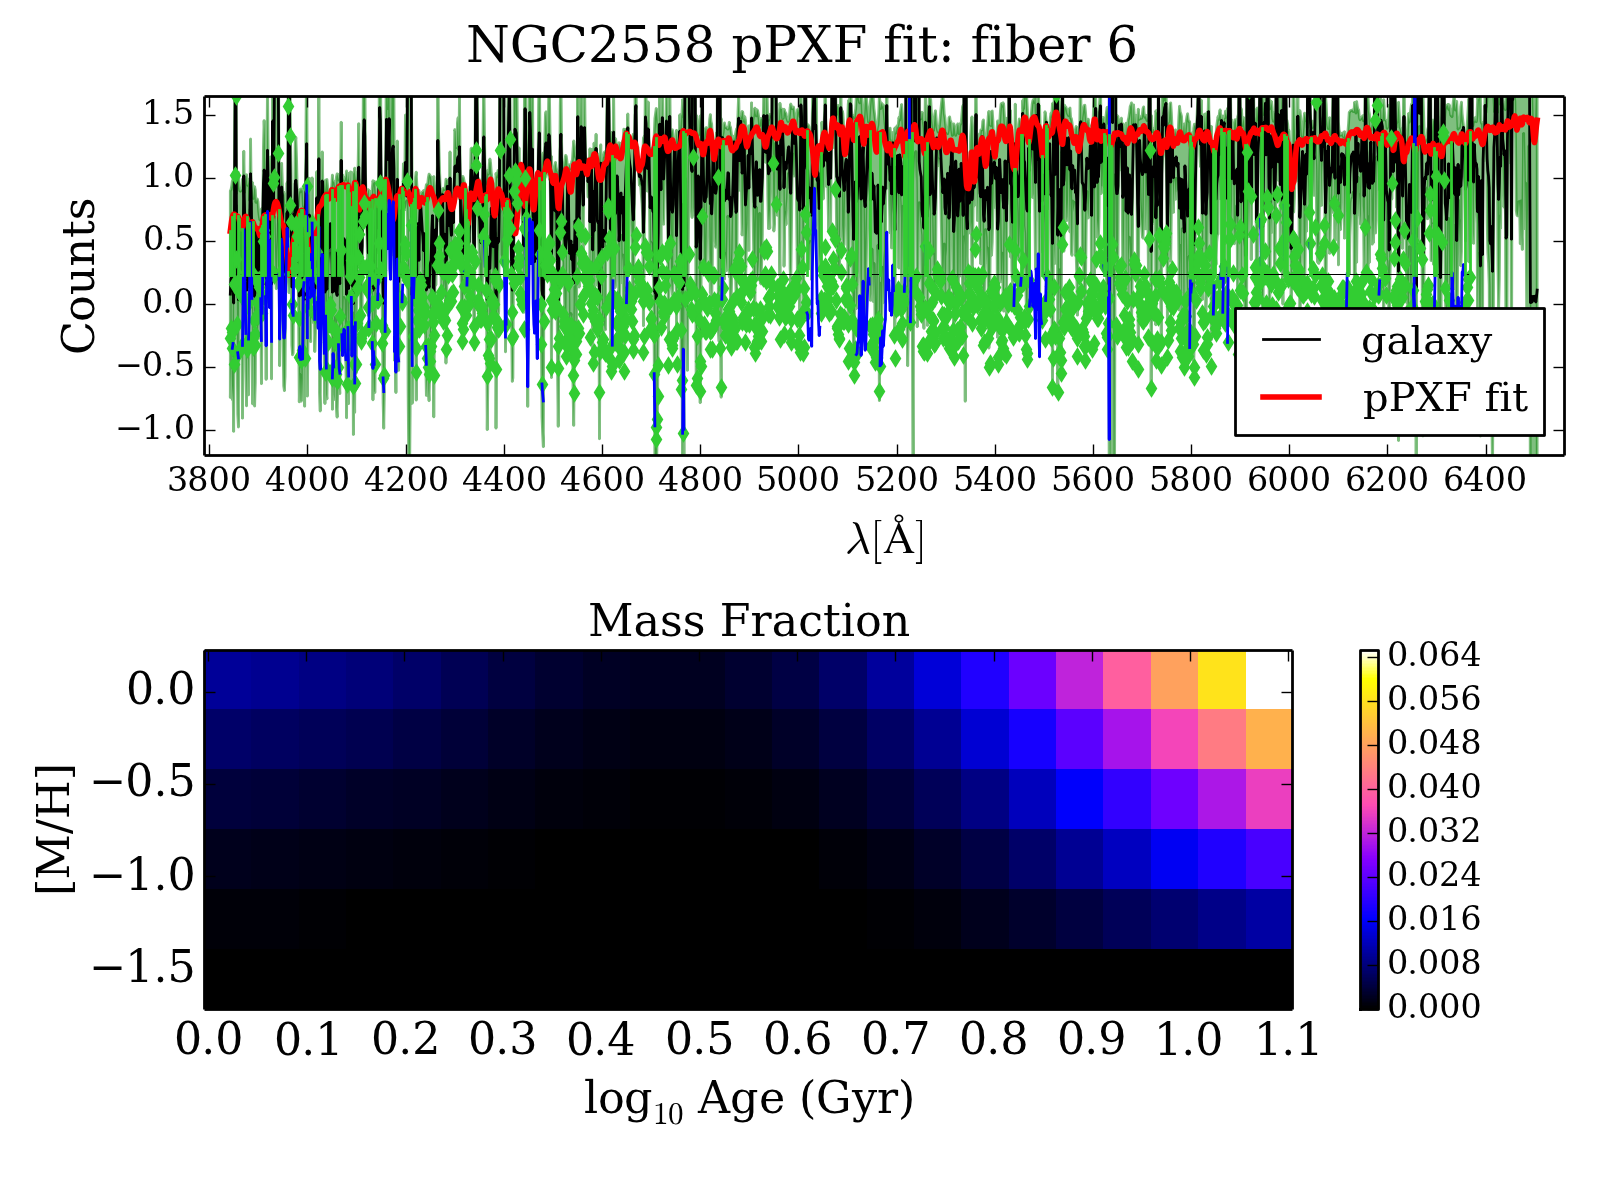 NGC2558 pPXF fit: fiber 6
Counts
1.5
1.0
0.5
0.0
−0.5
−1.0
galaxy
pPXF fit
3800 4000 4200 4400 4600 4800 5000 5200 5400 5600 5800 6000 6200 6400
λ[Å]
Mass Fraction
[M/H]
0.0
−0.5
−1.0
−1.5
0.0 0.1 0.2 0.3 0.4 0.5 0.6 0.7 0.8 0.9 1.0 1.1
log₁₀ Age (Gyr)
0.064
0.056
0.048
0.040
0.032
0.024
0.016
0.008
0.000